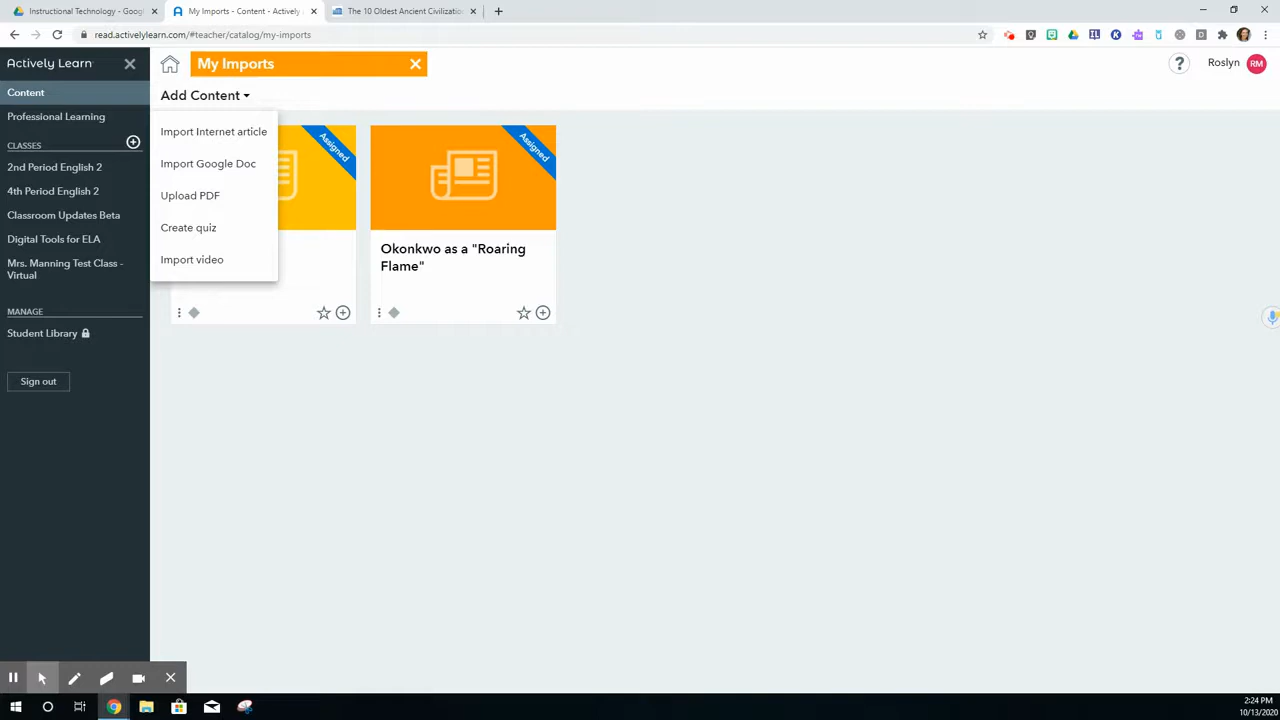 Instructional Technology - Googl
My Imports - Content - Actively
The 10 Oldest Ancient Civilizatio
read.activelylearn.com/#teacher/catalog/my-imports
Actively Learn
My Imports
Roslyn
RM
Content
Add Content
Professional Learning
CLASSES
2nd Period English 2
4th Period English 2
Classroom Updates Beta
Digital Tools for ELA
Mrs. Manning Test Class -
Virtual
MANAGE
Student Library
Sign out
Import Internet article
Import Google Doc
Upload PDF
Create quiz
Import video
Assigned
Assigned
Okonkwo as a "Roaring
Flame"
2:24 PM
10/13/2020